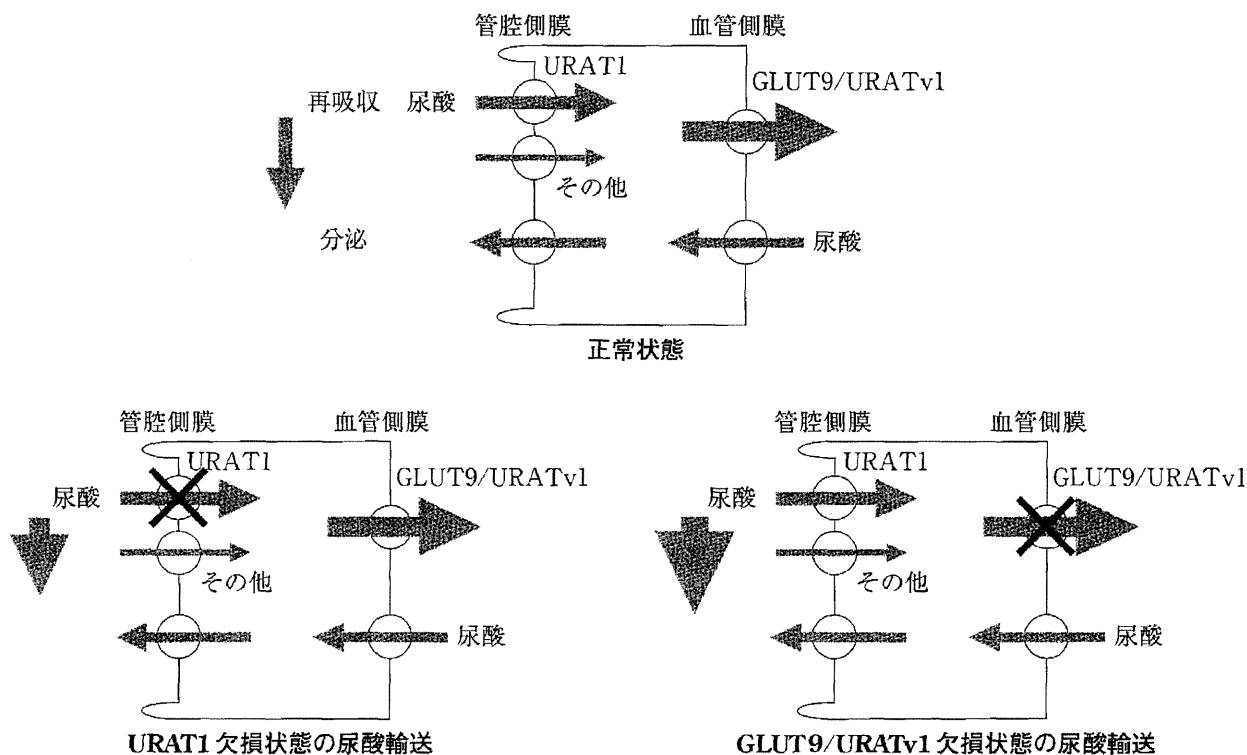 管腔側膜 血管側膜
URAT1
GLUT9/URATv1
再吸収 尿酸
その他
分泌
尿酸
正常状態
管腔側膜 血管側膜
URAT1
GLUT9/URATv1
尿酸
その他
尿酸
URAT1 欠損状態の尿酸輸送
管腔側膜 血管側膜
URAT1
GLUT9/URATv1
尿酸
その他
尿酸
GLUT9/URATv1 欠損状態の尿酸輸送